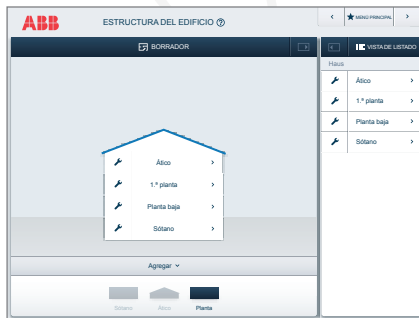 ABB
ESTRUCTURA DEL EDIFICIO ?
MENÚ PRINCIPAL
BORRADOR
VISTA DE LISTADO
Haus
Ático
1.ª planta
Planta baja
Sótano
Ático
1.ª planta
Planta baja
Sótano
Agregar
Sótano
Ático
Planta